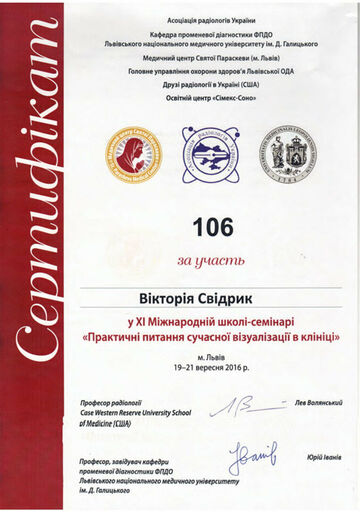 Сертифікат
Асоціація радіологів України
Кафедра променевої діагностики ФПДО
Львівського національного медичного університету ім. Д. Галицького
Медичний центр Святої Параскеви (м. Львів)
Головне управління охорони здоров'я Львівської ОДА
Друзі радіології в Україні (США)
Освітній центр «Сімекс-Соно»
106
за участь
Вікторія Свідрик
у XI Міжнародній школі-семінарі
«Практичні питання сучасної візуалізації в клініці»
м. Львів
19–21 вересня 2016 р.
Професор радіології
Case Western Reserve University School
of Medicine (США)
Лев Валянський
Професор, завідувач кафедри
променевої діагностики ФПДО
Львівського національного медичного університету
ім. Д. Галицького
Юрій Іванів